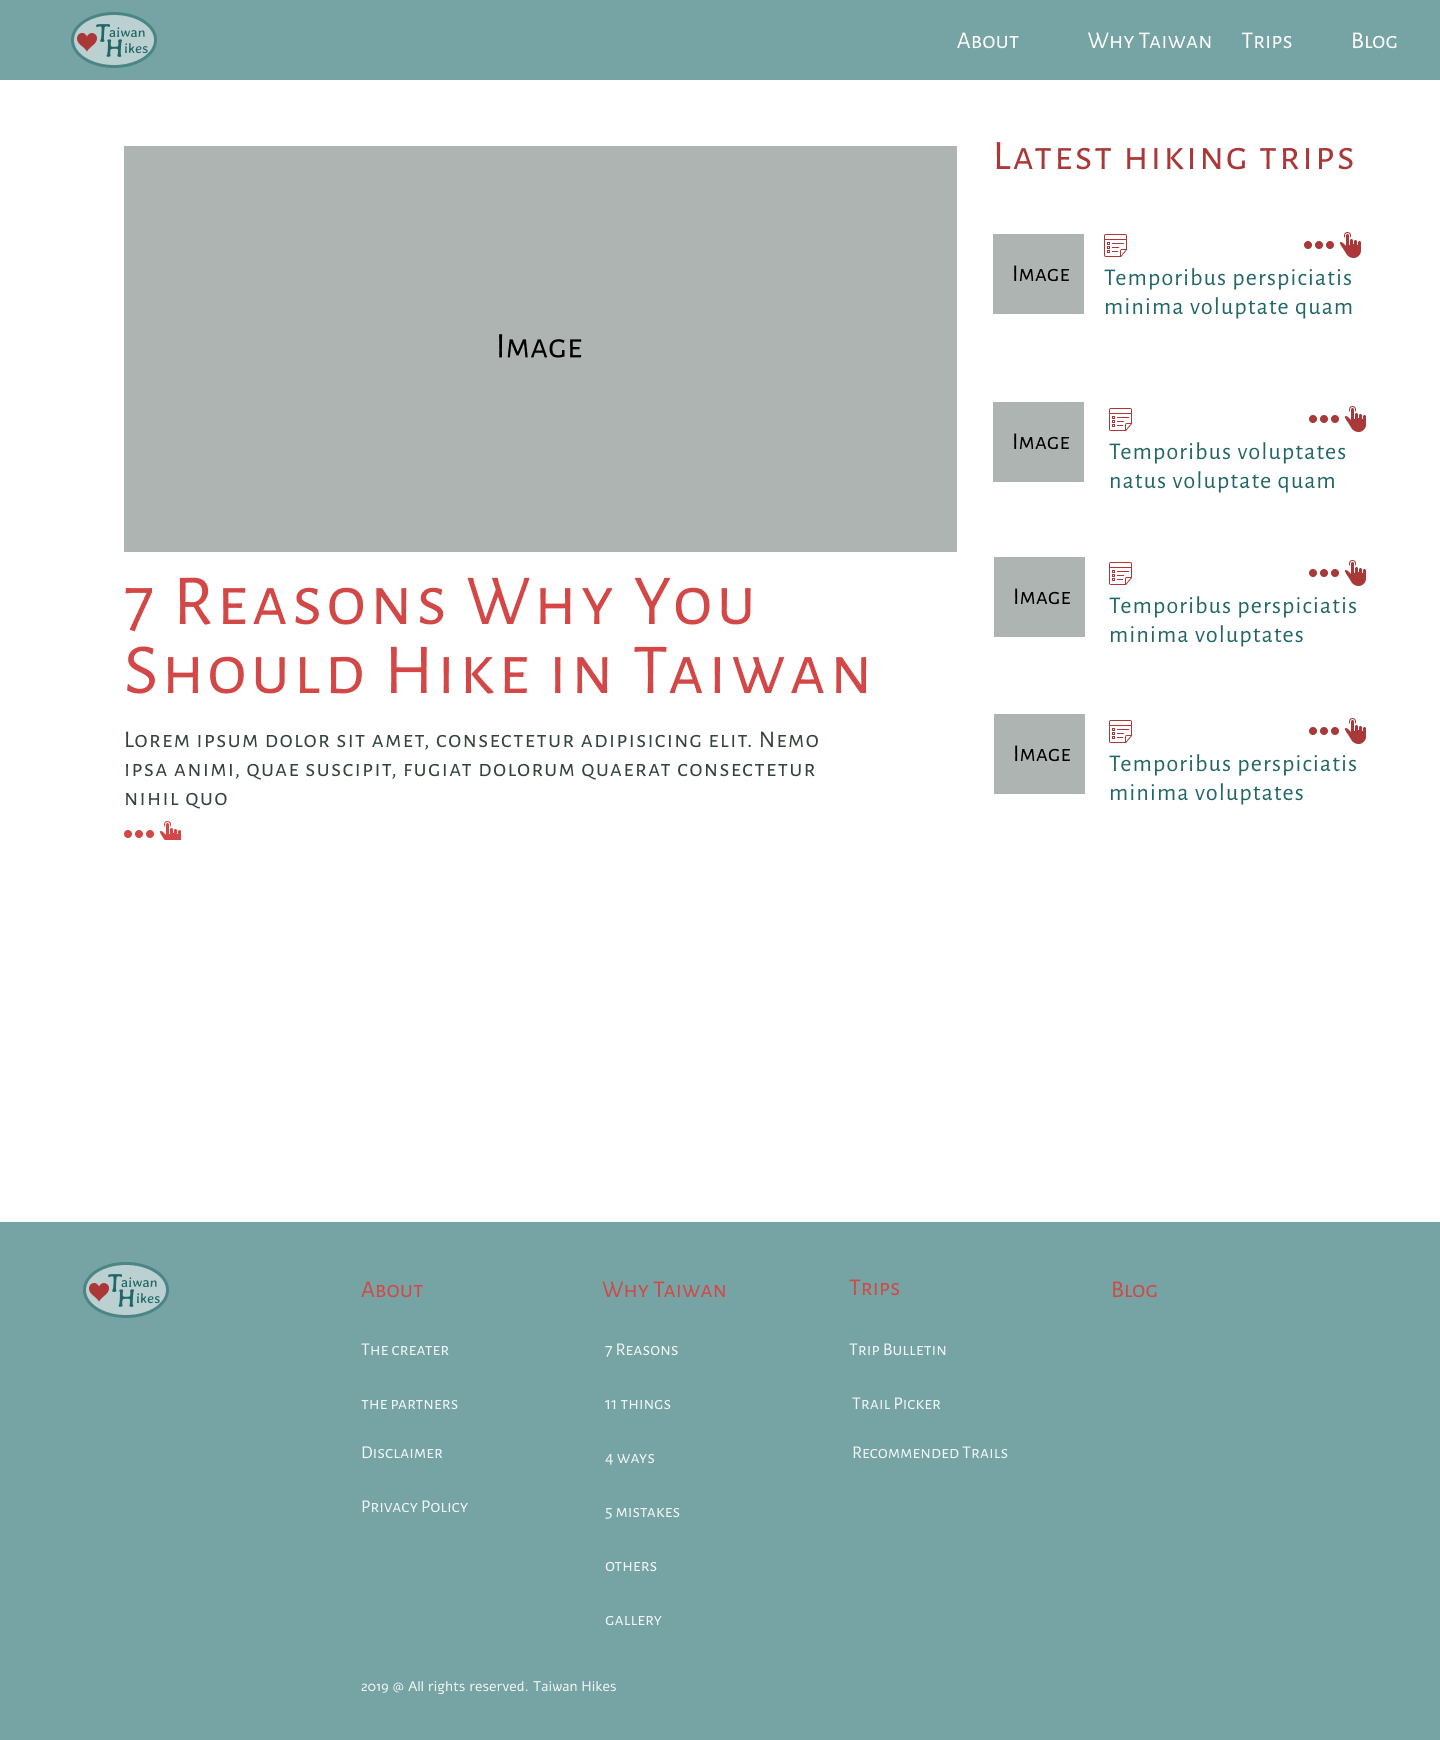 Taiwan
Hikes
About
Why Taiwan
Trips
Blog
Image
7 Reasons Why You
Should Hike in Taiwan
Lorem ipsum dolor sit amet, consectetur adipisicing elit. Nemo
ipsa animi, quae suscipit, fugiat dolorum quaerat consectetur
nihil quo
Latest hiking trips
Image
Temporibus perspiciatis
minima voluptate quam
Image
Temporibus voluptates
natus voluptate quam
Image
Temporibus perspiciatis
minima voluptates
Image
Temporibus perspiciatis
minima voluptates
Taiwan
Hikes
About
The creater
the partners
Disclaimer
Privacy Policy
Why Taiwan
7 Reasons
11 things
4 ways
5 mistakes
others
gallery
Trips
Trip Bulletin
Trail Picker
Recommended Trails
Blog
2019 @ All rights reserved. Taiwan Hikes